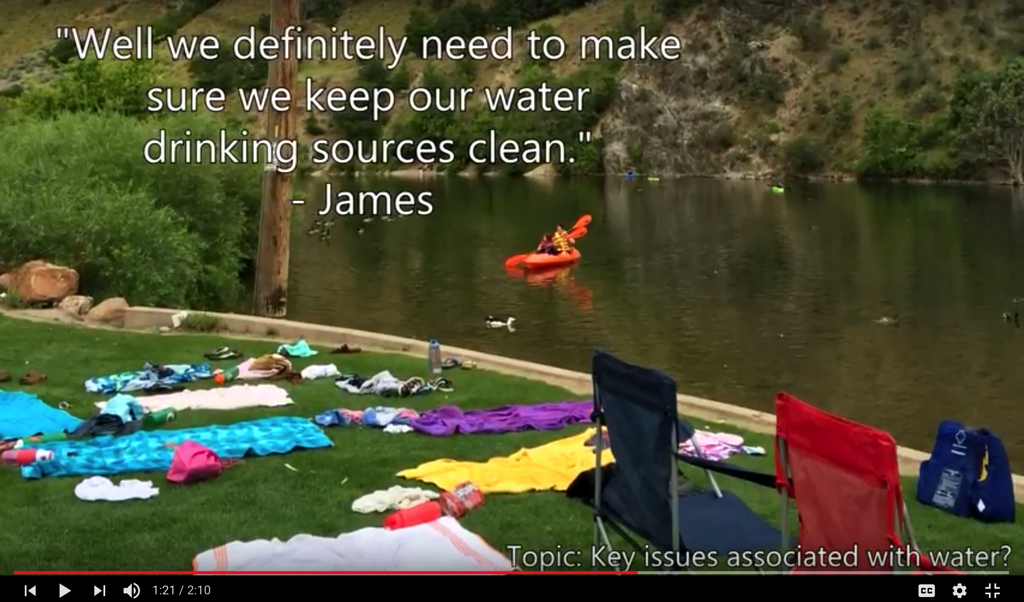 "Well we definitely need to make
sure we keep our water
drinking sources clean."
- James
Topic: Key issues associated with water?
1:21 / 2:10
CC